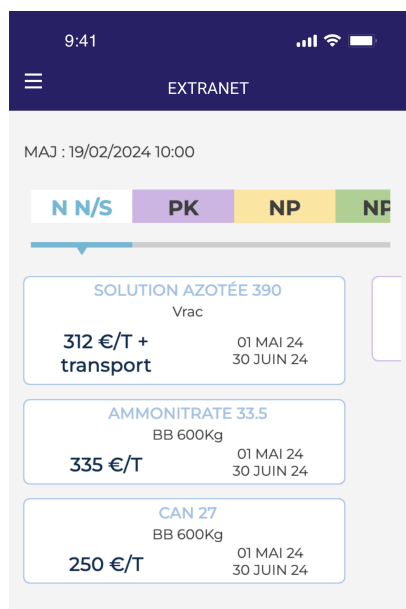 9:41
EXTRANET
MAJ : 19/02/2024 10:00
N N/S PK NP NP
SOLUTION AZOTÉE 390
Vrac
312 €/T + 01 MAI 24
transport 30 JUIN 24
AMMONITRATE 33.5
BB 600Kg
335 €/T 01 MAI 24
30 JUIN 24
CAN 27
BB 600Kg
250 €/T 01 MAI 24
30 JUIN 24